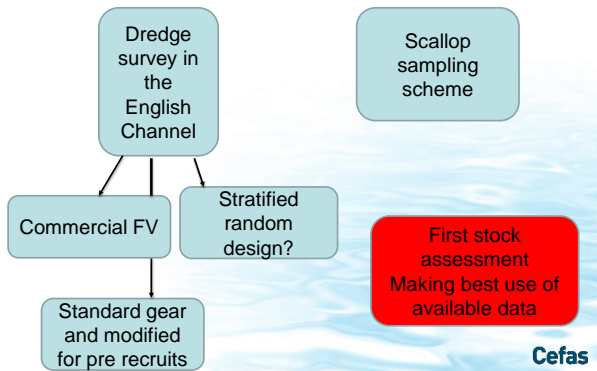 Dredge
survey in
the
English
Channel
Scallop
sampling
scheme
Commercial FV
Stratified
random
design?
Standard gear
and modified
for pre recruits
First stock
assessment
Making best use of
available data
Cefas